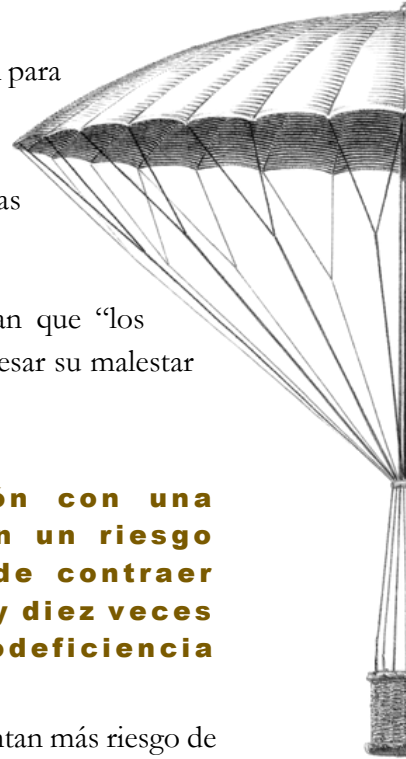 para
as
an que “los
esar su malestar
ón con una
n un riesgo
de contraer
y diez veces
odeficiencia
ntan más riesgo de